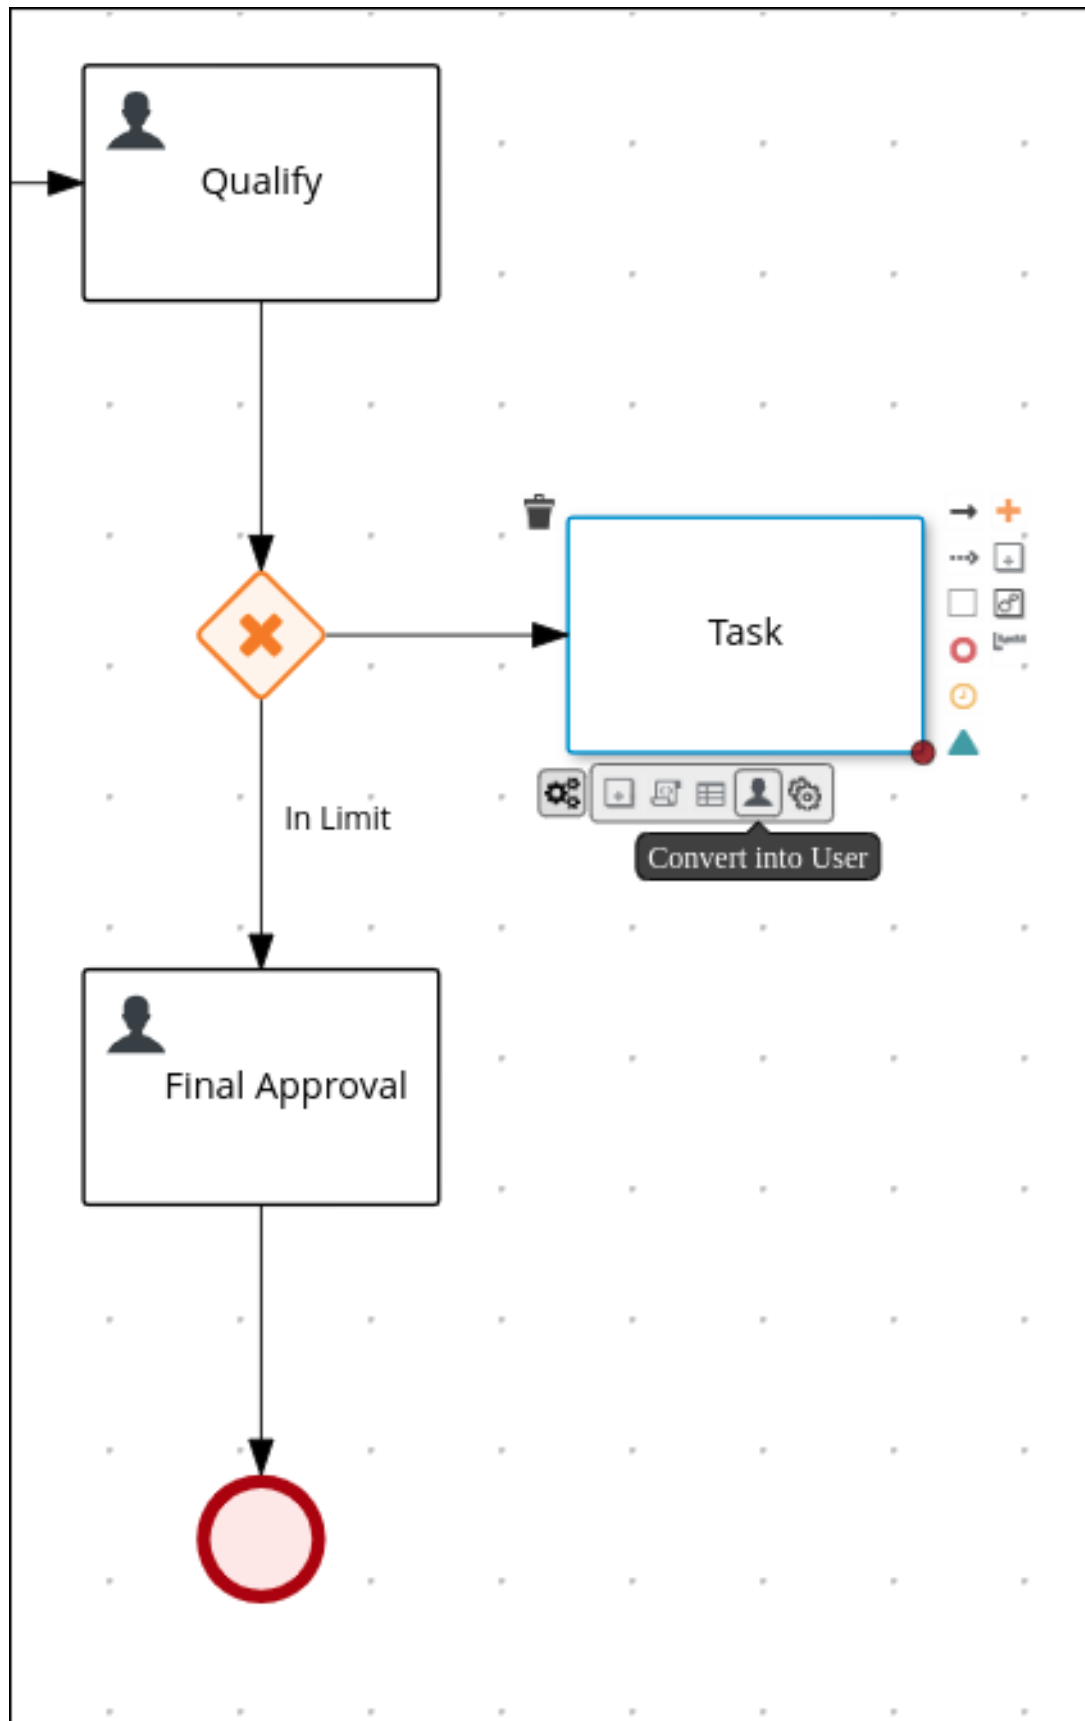 Qualify
Task
In Limit
Convert into User
Final Approval